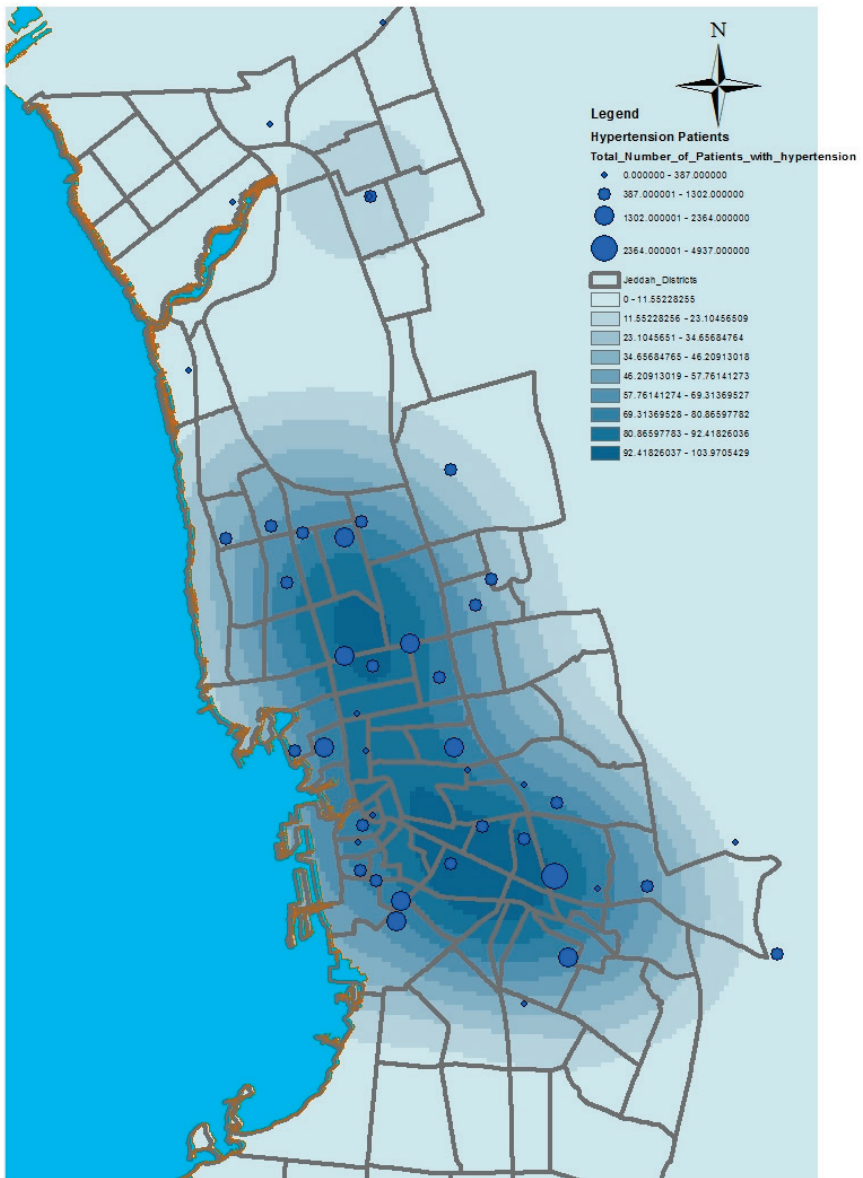 N
Legend
Hypertension Patients
Total_Number_of_Patients_with_hypertension
0.000000 - 387.000000
387.000001 - 1302.000000
1302.000001 - 2364.000000
2364.000001 - 4937.000000
Jeddah_Districts
0 - 11.55228255
11.55228256 - 23.10456509
23.1045651 - 34.65684764
34.65684765 - 46.20913018
46.20913019 - 57.76141273
57.76141274 - 69.31369527
69.31369528 - 80.86597782
80.86597783 - 92.41826036
92.41826037 - 103.9705429